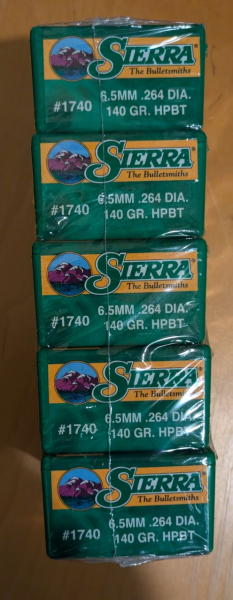 SIERRA®
The Bulletsmiths
6.5MM .264 DIA.
#1740 140 GR. HPBT
SIERRA®
The Bulletsmiths
6.5MM .264 DIA.
#1740 140 GR. HPBT
SIERRA
The Bulletsmiths
6.5MM .264 DIA.
#1740 140 GR. HPBT
SIERRA
The Bulletsmiths
6.5MM .264 DIA.
#1740 140 GR. HPBT
SIERRA
The Bulletsmiths
6.5MM .264 DIA.
#1740 140 GR. HPBT